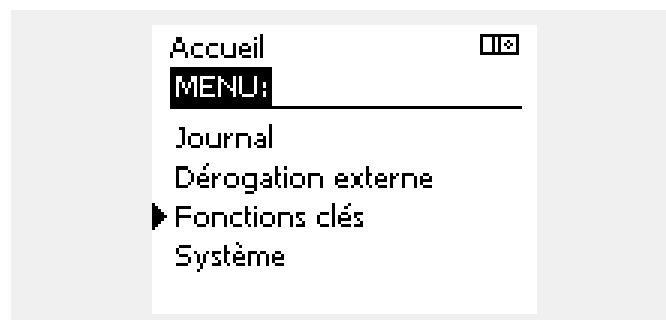 Accueil
MENU:
Journal
Dérogation externe
Fonctions clés
Système